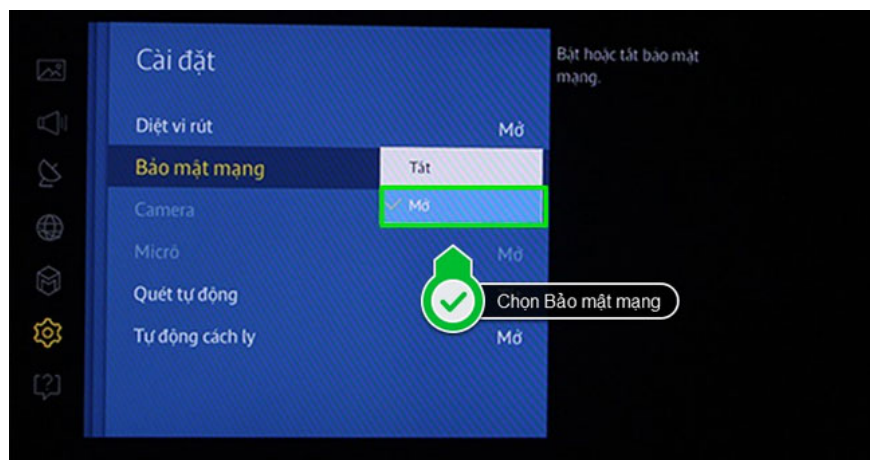 Cài đặt
Bật hoặc tắt bảo mật
mạng.
Diệt vi rút Mở
Bảo mật mạng Tắt
Camera Mở
Micrô Mở
Quét tự động
Chọn Bảo mật mạng
Tự động cách ly Mở
[?]